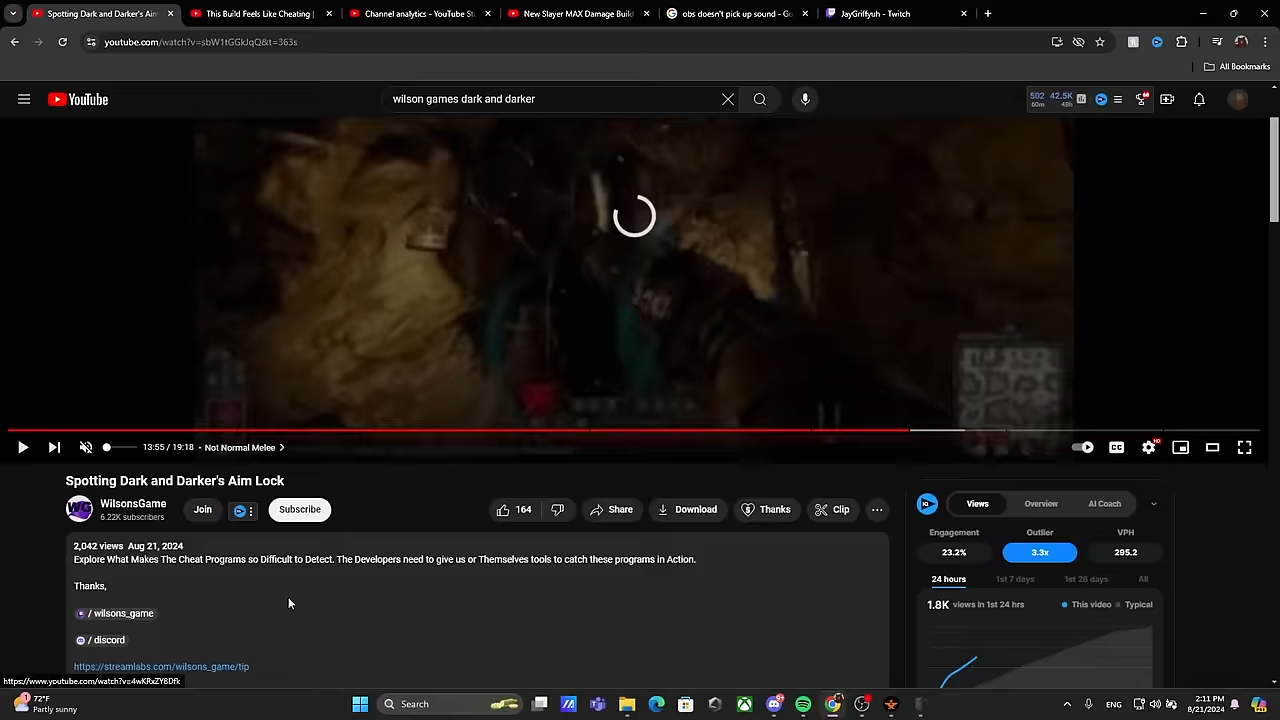 Spotting Dark and Darker's Aim
This Build Feels Like Cheating |
Channel analytics - YouTube St
New Slayer MAX Damage Build
obs doesn't pick up sound - Go
JayGriffyuh - Twitch
youtube.com/watch?v=sbW1tGGkJqQ&t=363s
All Bookmarks
YouTube
wilson games dark and darker
502 42.5K
60m 48h
13:55 / 19:18 • Not Normal Melee
CC
HD
Spotting Dark and Darker's Aim Lock
WilsonsGame
6.22K subscribers
Join
Subscribe
164
Share
Download
Thanks
Clip
2,042 views Aug 21, 2024
Explore What Makes The Cheat Programs so Difficult to Detect. The Developers need to give us or Themselves tools to catch these programs in Action.
Thanks,
/ wilsons_game
/ discord
https://streamlabs.com/wilsons_game/tip
Views Overview AI Coach
Engagement Outlier VPH
23.2% 3.3x 295.2
24 hours 1st 7 days 1st 28 days All
1.8K views in 1st 24 hrs This video Typical
https://www.youtube.com/watch?v=4wKRxZY8Dfk
72°F
Partly sunny
Search
ENG
2:11 PM
8/21/2024